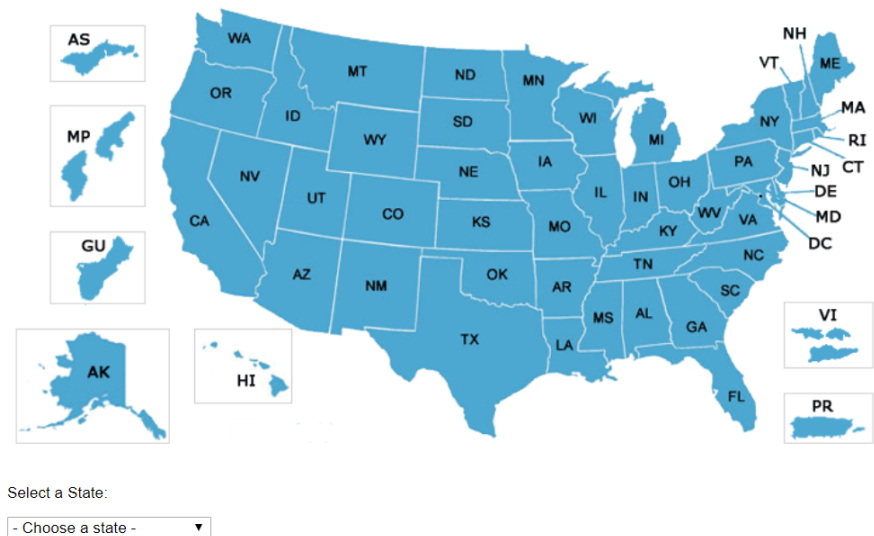 NH
AS
WA
VT
ME
MT
ND
MN
OR
ID
SD
WI
NY
MA
MP
WY
MI
RI
NV
NE
IA
PA
NJ
CT
UT
CO
IL
IN
OH
DE
CA
KS
MO
KY
WV
VA
MD
GU
DC
AZ
NM
OK
AR
TN
NC
SC
TX
LA
MS
AL
GA
VI
AK
HI
FL
PR
Select a State:
- Choose a state -